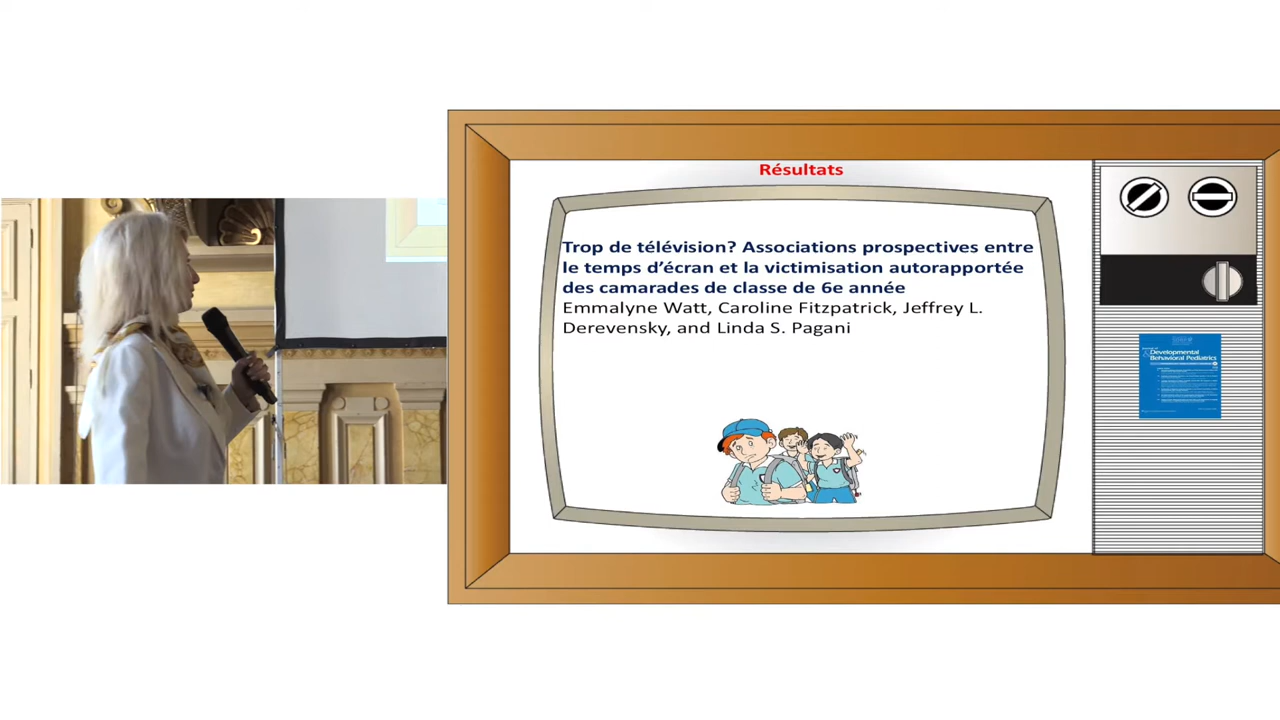 Résultats
Trop de télévision? Associations prospectives entre
le temps d’écran et la victimisation autorapportée
des camarades de classe de 6e année
Emmalyne Watt, Caroline Fitzpatrick, Jeffrey L.
Derevensky, and Linda S. Pagani
Developmental
Behavioral Pediatrics